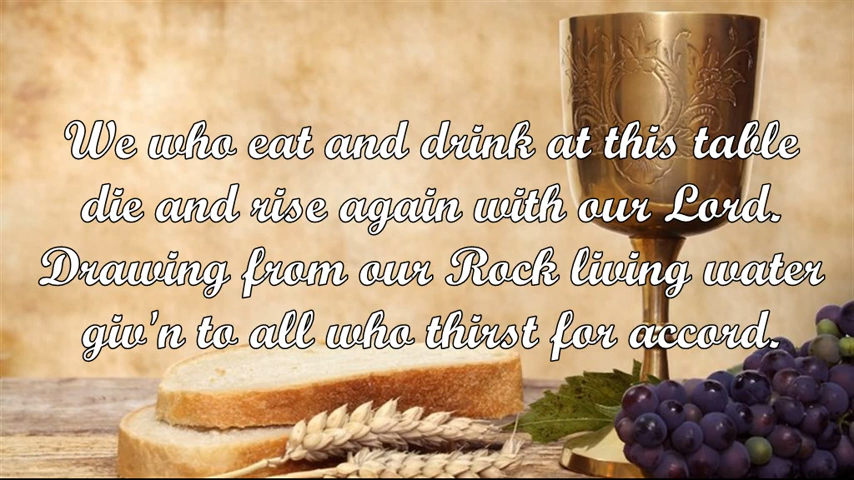 We who eat and drink at this table
die and rise again with our Lord.
Drawing from our Rock living water
giv'n to all who thirst for accord.